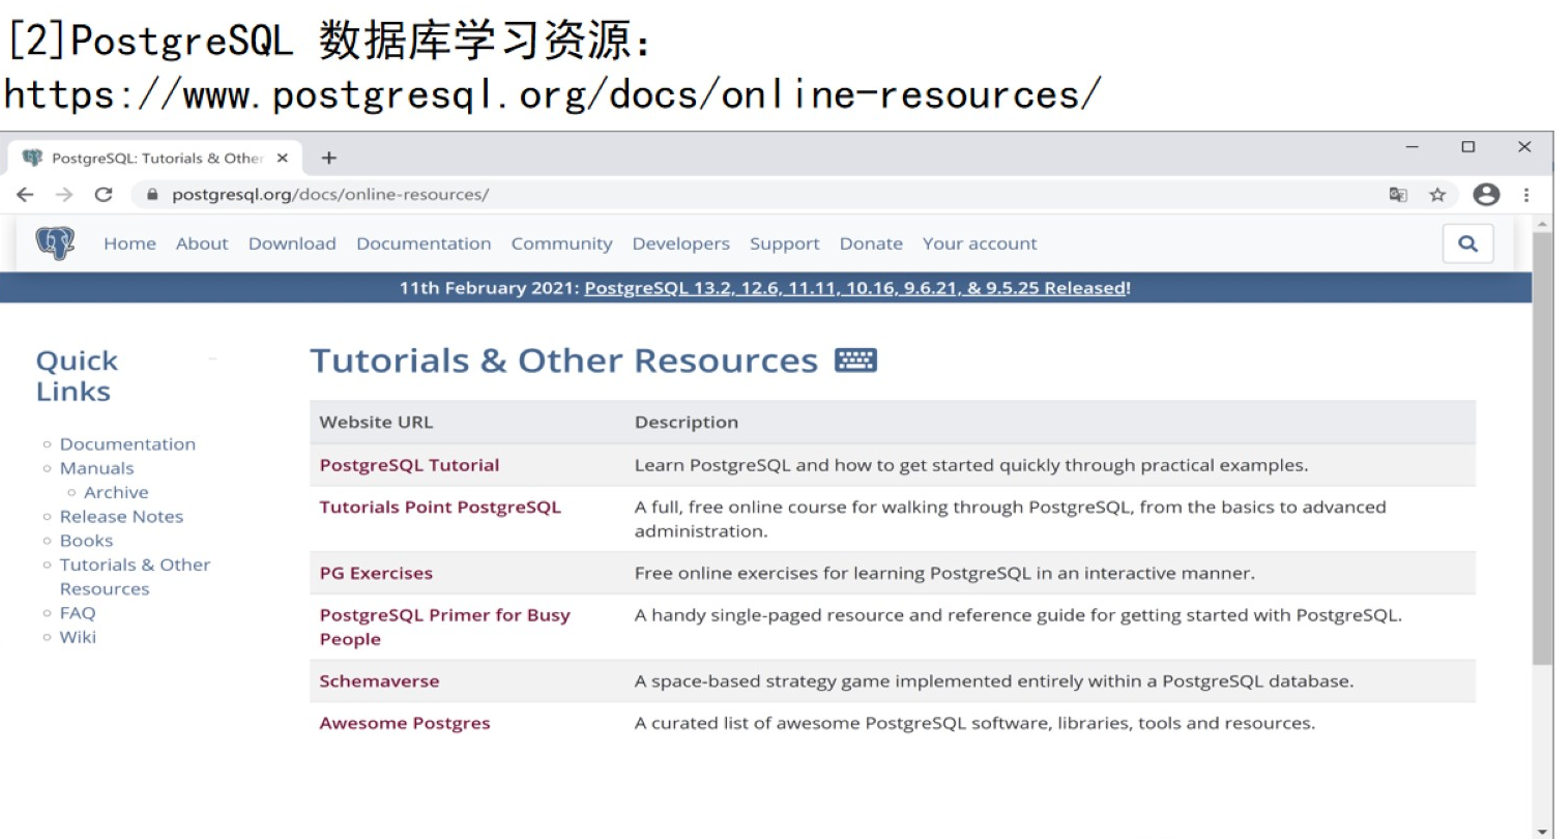 [2]PostgreSQL 数据库学习资源：
https://www.postgresql.org/docs/online-resources/
PostgreSQL: Tutorials & Other
postgresql.org/docs/online-resources/
Home About Download Documentation Community Developers Support Donate Your account
11th February 2021: PostgreSQL 13.2, 12.6, 11.11, 10.16, 9.6.21, & 9.5.25 Released!
Quick
Links
Documentation
Manuals
Archive
Release Notes
Books
Tutorials & Other
Resources
FAQ
Wiki
Tutorials & Other Resources
Website URL Description
PostgreSQL Tutorial Learn PostgreSQL and how to get started quickly through practical examples.
Tutorials Point PostgreSQL A full, free online course for walking through PostgreSQL, from the basics to advanced
administration.
PG Exercises Free online exercises for learning PostgreSQL in an interactive manner.
PostgreSQL Primer for Busy A handy single-paged resource and reference guide for getting started with PostgreSQL.
People
Schemaverse A space-based strategy game implemented entirely within a PostgreSQL database.
Awesome Postgres A curated list of awesome PostgreSQL software, libraries, tools and resources.